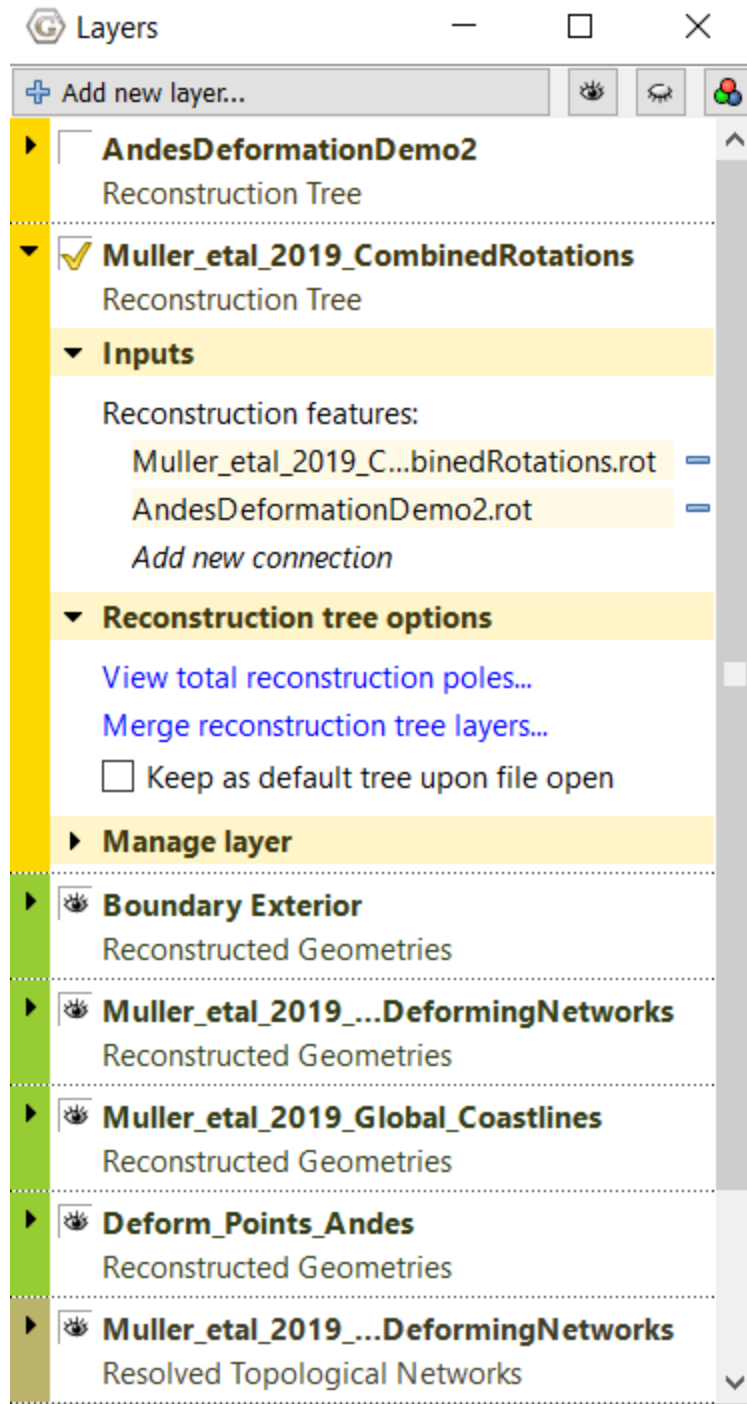 Layers
Add new layer...
AndesDeformationDemo2
Reconstruction Tree
Muller_etal_2019_CombinedRotations
Reconstruction Tree
Inputs
Reconstruction features:
Muller_etal_2019_C...binedRotations.rot
AndesDeformationDemo2.rot
Add new connection
Reconstruction tree options
View total reconstruction poles...
Merge reconstruction tree layers...
Keep as default tree upon file open
Manage layer
Boundary Exterior
Reconstructed Geometries
Muller_etal_2019_...DeformingNetworks
Reconstructed Geometries
Muller_etal_2019_Global_Coastlines
Reconstructed Geometries
Deform_Points_Andes
Reconstructed Geometries
Muller_etal_2019_...DeformingNetworks
Resolved Topological Networks